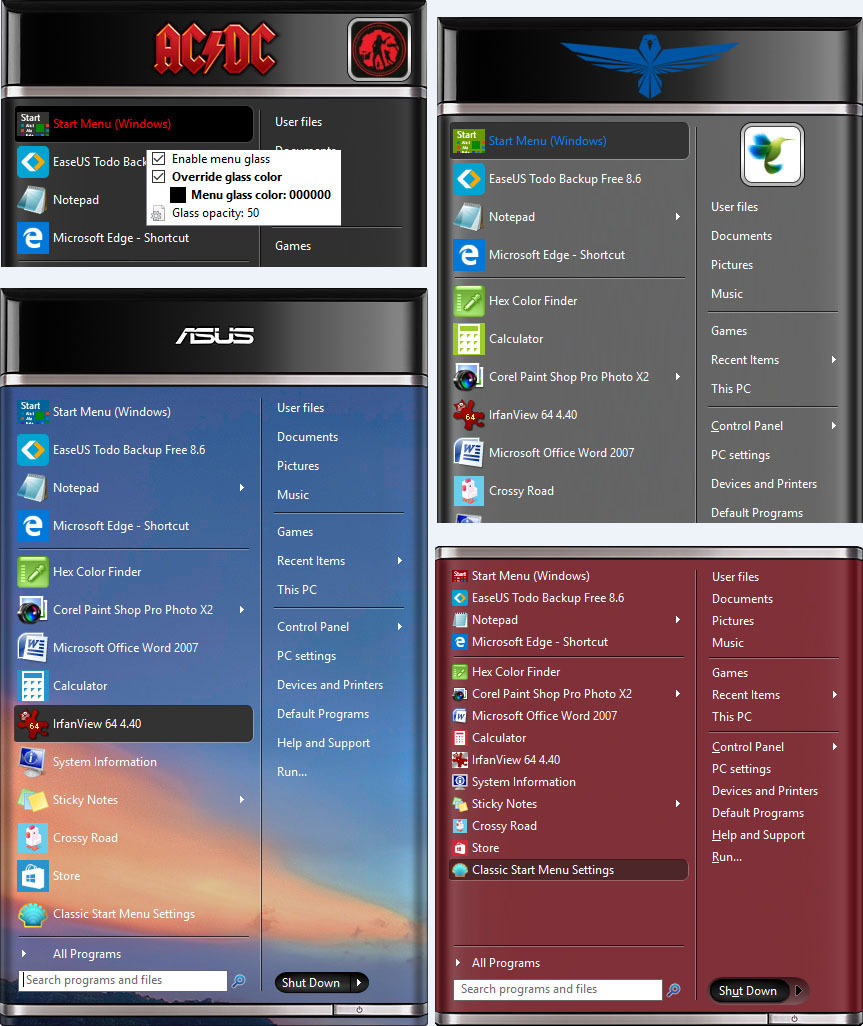 AC/DC
Start
Start Menu (Windows)
EaseUS Todo Back
Notepad
Microsoft Edge - Shortcut
User files
Enable menu glass
Override glass color
Menu glass color: 000000
Glass opacity: 50
Games
Start
Start Menu (Windows)
EaseUS Todo Backup Free 8.6
Notepad
Microsoft Edge - Shortcut
Hex Color Finder
Calculator
Corel Paint Shop Pro Photo X2
64
IrfanView 64 4.40
Microsoft Office Word 2007
Crossy Road
User files
Documents
Pictures
Music
Games
Recent Items
This PC
Control Panel
PC settings
Devices and Printers
Default Programs
ASUS
Start
Start Menu (Windows)
EaseUS Todo Backup Free 8.6
Notepad
Microsoft Edge - Shortcut
Hex Color Finder
Corel Paint Shop Pro Photo X2
Microsoft Office Word 2007
Calculator
64
IrfanView 64 4.40
System Information
Sticky Notes
Crossy Road
Store
Classic Start Menu Settings
All Programs
Search programs and files
User files
Documents
Pictures
Music
Games
Recent Items
This PC
Control Panel
PC settings
Devices and Printers
Default Programs
Help and Support
Run...
Shut Down
Start
Start Menu (Windows)
EaseUS Todo Backup Free 8.6
Notepad
Microsoft Edge - Shortcut
Hex Color Finder
Corel Paint Shop Pro Photo X2
Microsoft Office Word 2007
Calculator
IrfanView 64 4.40
System Information
Sticky Notes
Crossy Road
Store
Classic Start Menu Settings
All Programs
Search programs and files
User files
Documents
Pictures
Music
Games
Recent Items
This PC
Control Panel
PC settings
Devices and Printers
Default Programs
Help and Support
Run...
Shut Down